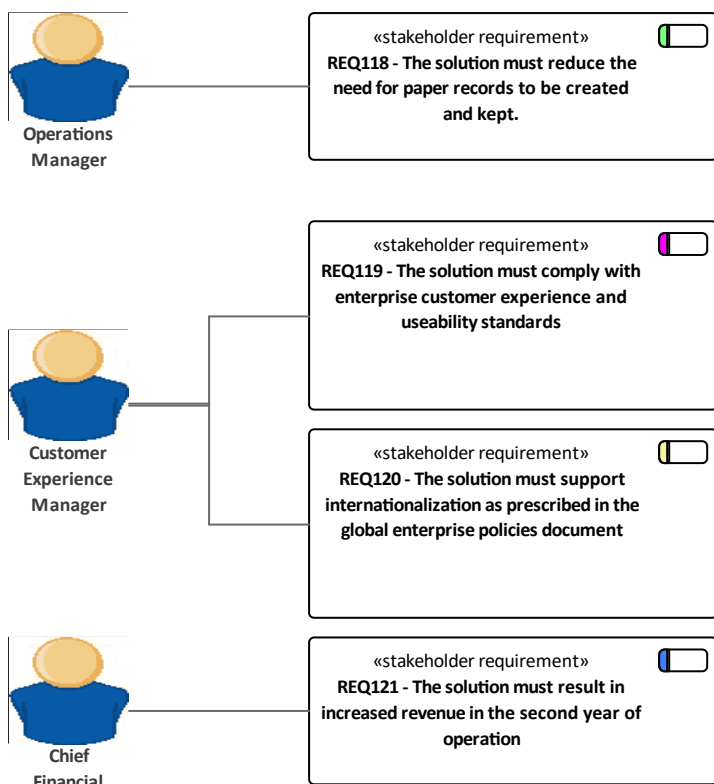 Operations
Manager
«stakeholder requirement»
REQ118 - The solution must reduce the
need for paper records to be created
and kept.
Customer
Experience
Manager
«stakeholder requirement»
REQ119 - The solution must comply with
enterprise customer experience and
useability standards
«stakeholder requirement»
REQ120 - The solution must support
internationalization as prescribed in the
global enterprise policies document
Chief
Financial
«stakeholder requirement»
REQ121 - The solution must result in
increased revenue in the second year of
operation